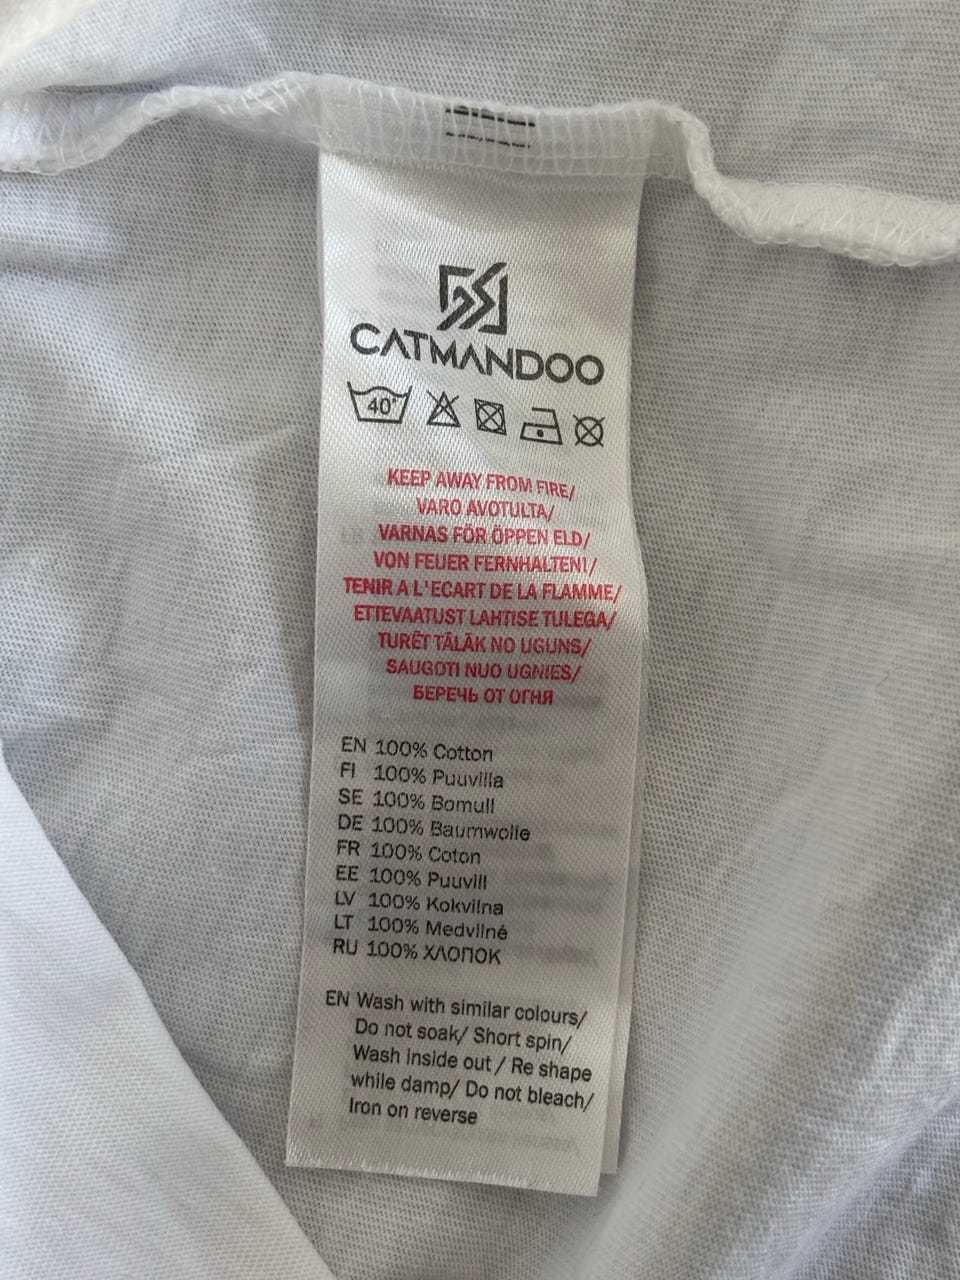 CATMANDOO
40°
KEEP AWAY FROM FIRE/
VARO AVOTULTA/
VARNAS FÖR ÖPPEN ELD/
VON FEUER FERNHALTEN!/
TENIR A L'ECART DE LA FLAMME/
ETTEVAATUST LAHTISE TULEGA/
TURĒT TĀLĀK NO UGUNS/
SAUGOTI NUO UGNIES/
БЕРЕЧЬ ОТ ОГНЯ
EN 100% Cotton
FI 100% Puuvilla
SE 100% Bomull
DE 100% Baumwolle
FR 100% Coton
EE 100% Puuvill
LV 100% Kokvilna
LT 100% Medvilnė
RU 100% ХЛОПОК
EN Wash with similar colours/
Do not soak/ Short spin/
Wash inside out / Re shape
while damp/ Do not bleach/
Iron on reverse